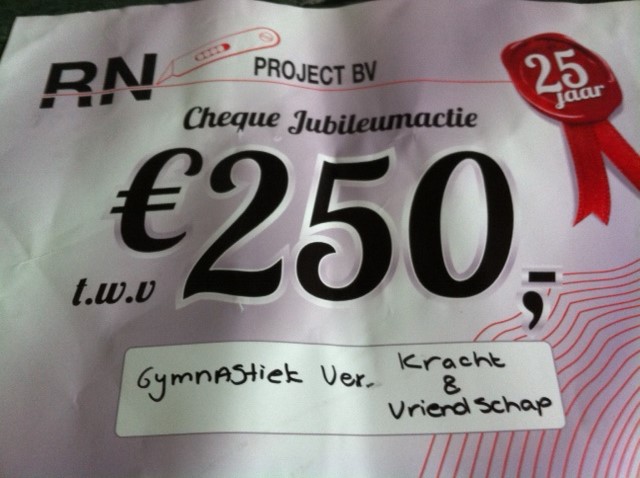 RN PROJECT BV
25 jaar
Cheque Jubileumactie
€250,-
t.w.v
GymnAStiek Ver. Kracht
&
Vriendschap